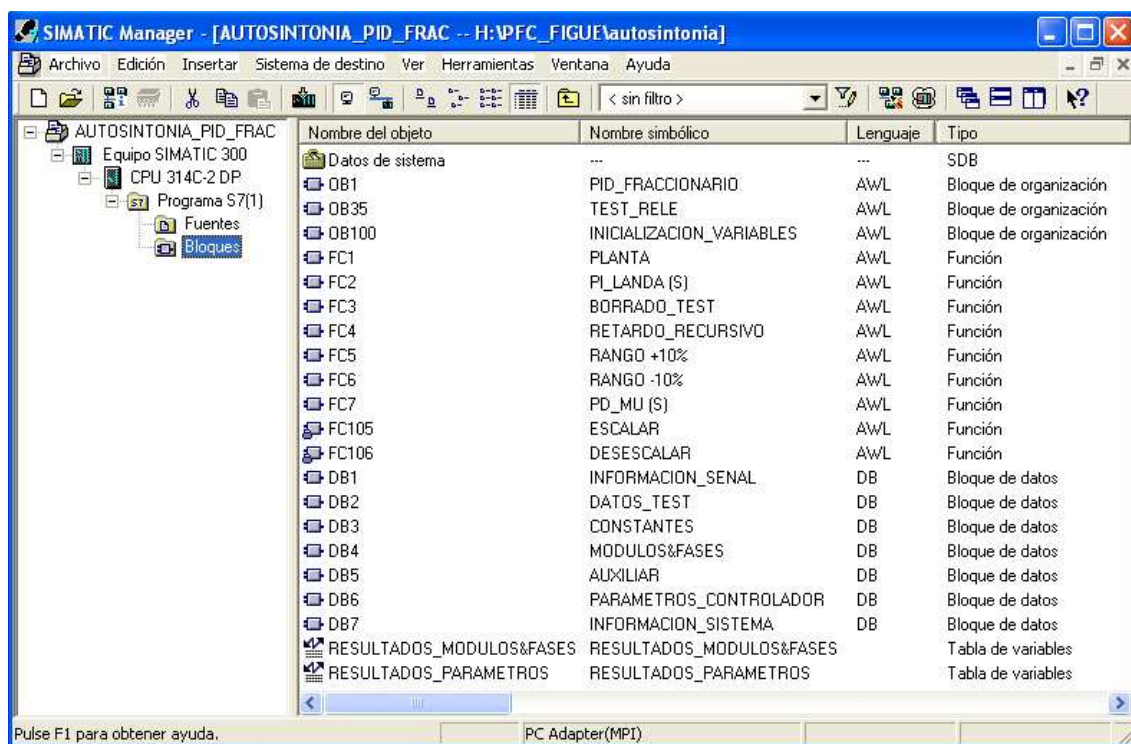 SIMATIC Manager - [AUTOSINTONIA_PID_FRAC -- H:\PFC_FIGUE\autosintonia]
Archivo Edición Insertar Sistema de destino Ver Herramientas Ventana Ayuda
< sin filtro >
AUTOSINTONIA_PID_FRAC
Equipo SIMATIC 300
CPU 314C-2 DP
Programa S7(1)
Fuentes
Bloques
Nombre del objeto Nombre simbólico Lenguaje Tipo
Datos de sistema --- --- SDB
OB1 PID_FRACCIONARIO AWL Bloque de organización
OB35 TEST_RELE AWL Bloque de organización
OB100 INICIALIZACION_VARIABLES AWL Bloque de organización
FC1 PLANTA AWL Función
FC2 PI_LANDA (S) AWL Función
FC3 BORRADO_TEST AWL Función
FC4 RETARDO_RECURSIVO AWL Función
FC5 RANGO +10% AWL Función
FC6 RANGO -10% AWL Función
FC7 PD_MU (S) AWL Función
FC105 ESCALAR AWL Función
FC106 DESESCALAR AWL Función
DB1 INFORMACION_SENAL DB Bloque de datos
DB2 DATOS_TEST DB Bloque de datos
DB3 CONSTANTES DB Bloque de datos
DB4 MODULOS&FASES DB Bloque de datos
DB5 AUXILIAR DB Bloque de datos
DB6 PARAMETROS_CONTROLADOR DB Bloque de datos
DB7 INFORMACION_SISTEMA DB Bloque de datos
RESULTADOS_MODULOS&FASES RESULTADOS_MODULOS&FASES Tabla de variables
RESULTADOS_PARAMETROS RESULTADOS_PARAMETROS Tabla de variables
Pulse F1 para obtener ayuda. PC Adapter(MPI)